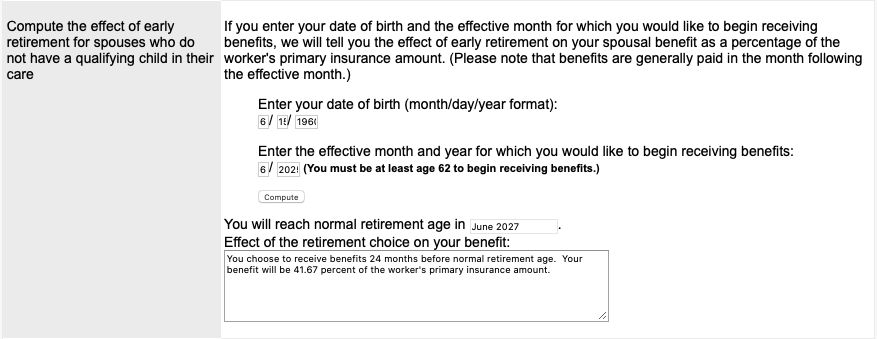 Compute the effect of early
retirement for spouses who do
not have a qualifying child in their
care
If you enter your date of birth and the effective month for which you would like to begin receiving
benefits, we will tell you the effect of early retirement on your spousal benefit as a percentage of the
worker's primary insurance amount. (Please note that benefits are generally paid in the month following
the effective month.)
Enter your date of birth (month/day/year format):
6 / /
Enter the effective month and year for which you would like to begin receiving benefits:
6 / (You must be at least age 62 to begin receiving benefits.)
Compute
You will reach normal retirement age in June 2027 .
Effect of the retirement choice on your benefit:
You choose to receive benefits 24 months before normal retirement age.  Your
benefit will be 41.67 percent of the worker's primary insurance amount.